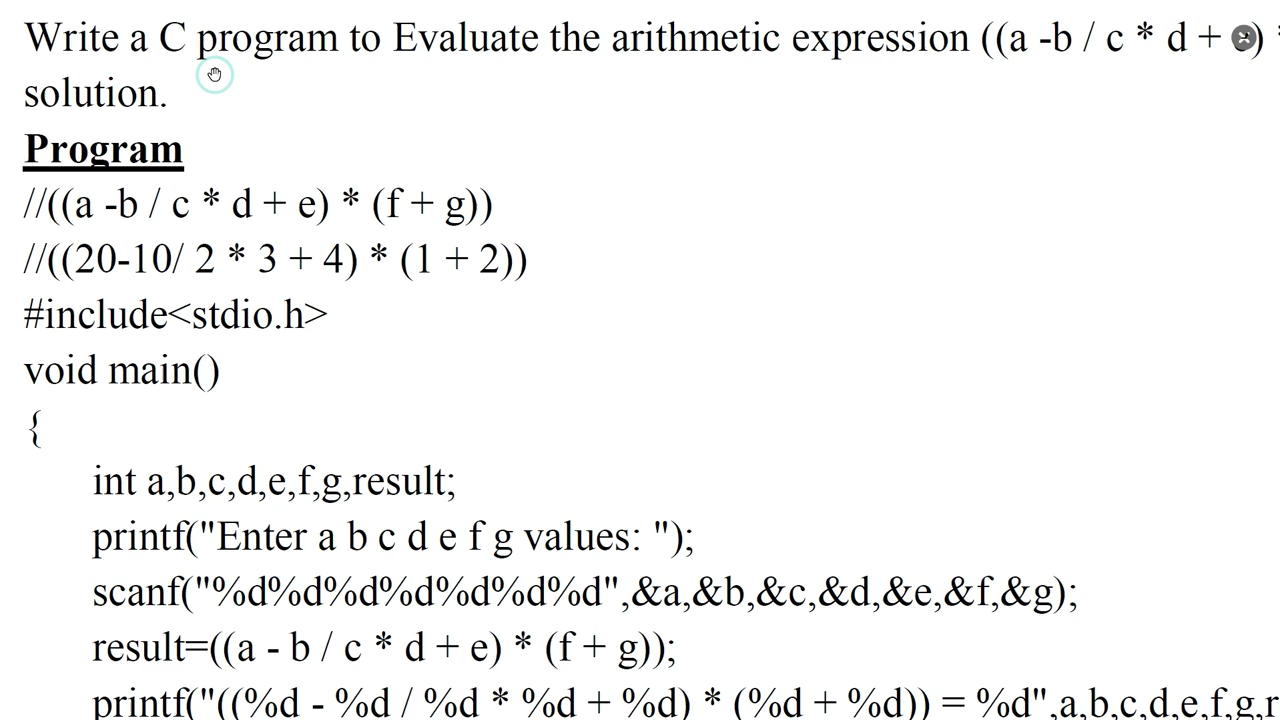 Write a C program to Evaluate the arithmetic expression ((a -b / c * d + e) *
solution.
Program
//((a -b / c * d + e) * (f + g))
//((20-10/ 2 * 3 + 4) * (1 + 2))
#include<stdio.h>
void main()
{
int a,b,c,d,e,f,g,result;
printf("Enter a b c d e f g values: ");
scanf("%d%d%d%d%d%d%d",&a,&b,&c,&d,&e,&f,&g);
result=((a - b / c * d + e) * (f + g));
printf("((%d - %d / %d * %d + %d) * (%d + %d)) = %d",a,b,c,d,e,f,g,r